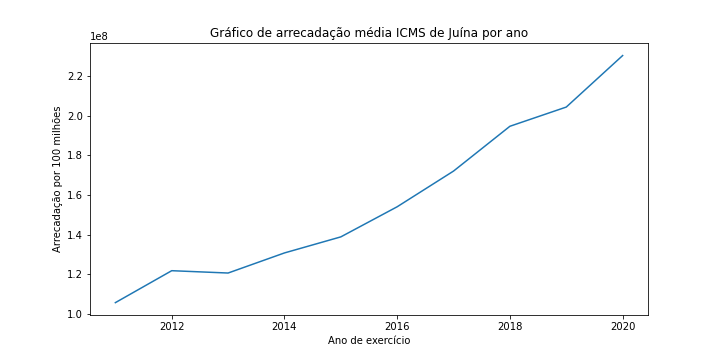 Gráfico de arrecadação média ICMS de Juína por ano
1e8
2.2
2.0
1.8
1.6
1.4
1.2
1.0
Arrecadação por 100 milhões
2012 2014 2016 2018 2020
Ano de exercício